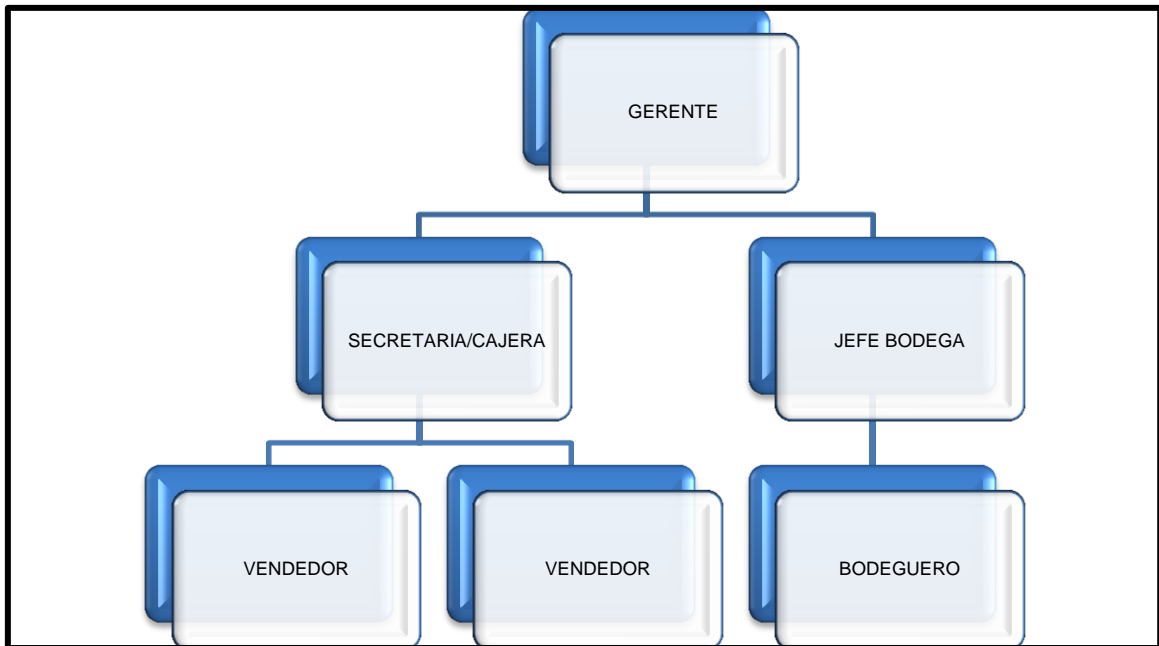 GERENTE
SECRETARIA/CAJERA
JEFE BODEGA
VENDEDOR
VENDEDOR
BODEGUERO